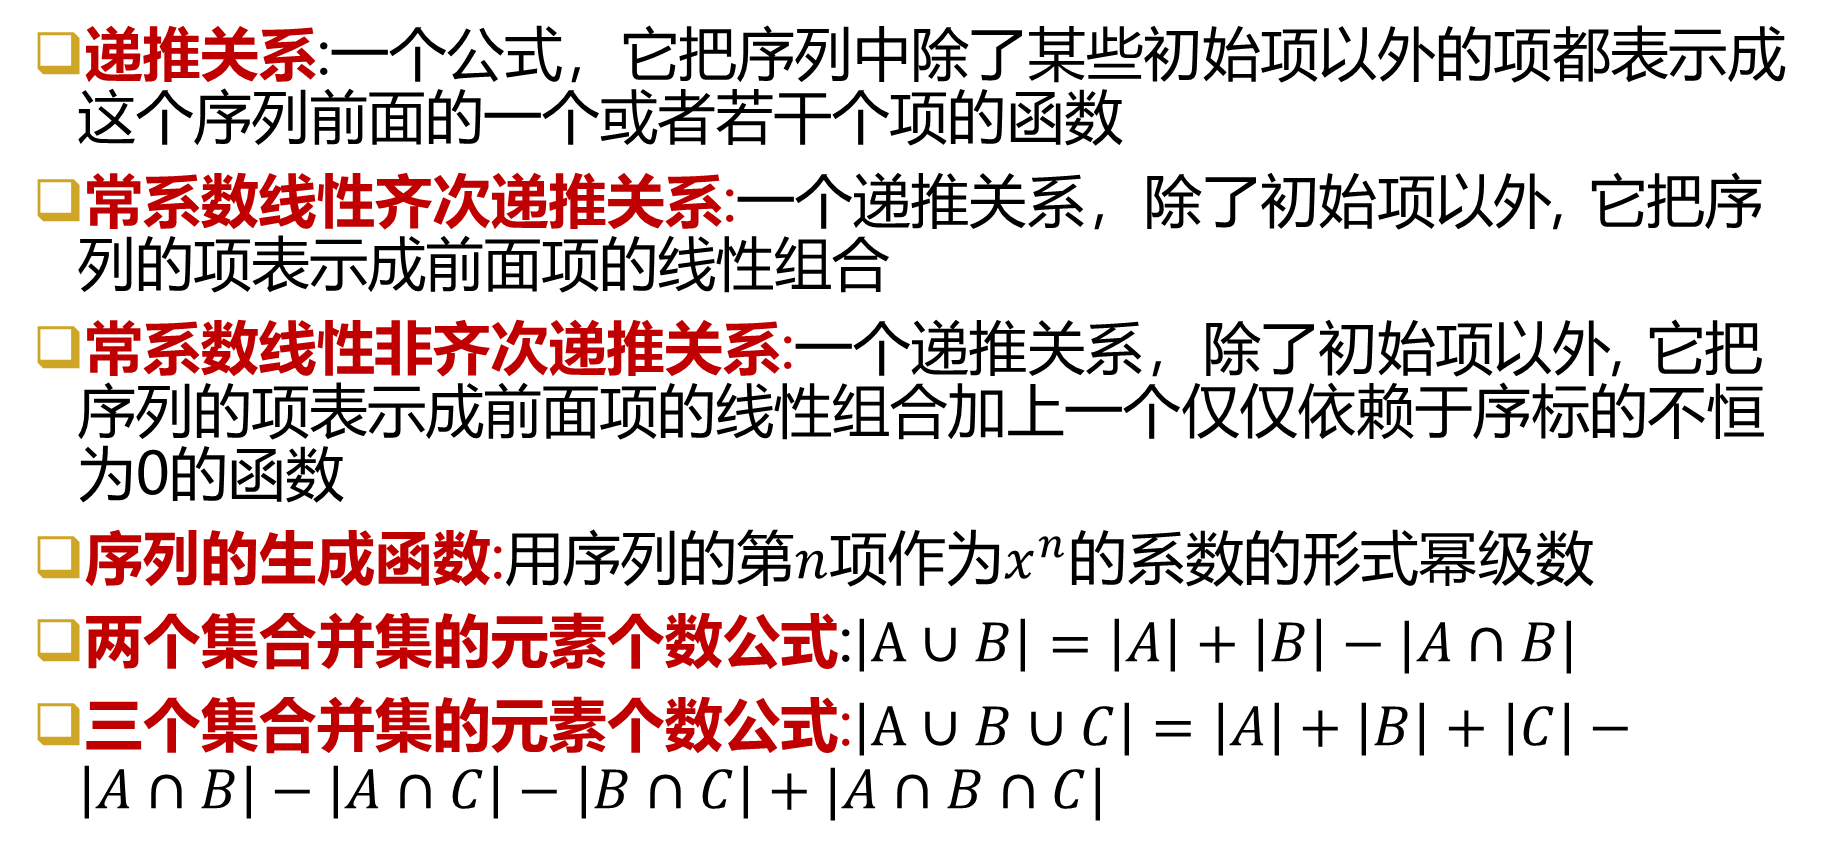 ❑递推关系:一个公式，它把序列中除了某些初始项以外的项都表示成
这个序列前面的一个或者若干个项的函数
❑常系数线性齐次递推关系:一个递推关系，除了初始项以外, 它把序
列的项表示成前面项的线性组合
❑常系数线性非齐次递推关系:一个递推关系，除了初始项以外, 它把
序列的项表示成前面项的线性组合加上一个仅仅依赖于序标的不恒
为0的函数
❑序列的生成函数:用序列的第n项作为xⁿ的系数的形式幂级数
❑两个集合并集的元素个数公式:|A ∪ B| = |A| + |B| − |A ∩ B|
❑三个集合并集的元素个数公式:|A ∪ B ∪ C| = |A| + |B| + |C| −
|A ∩ B| − |A ∩ C| − |B ∩ C| + |A ∩ B ∩ C|